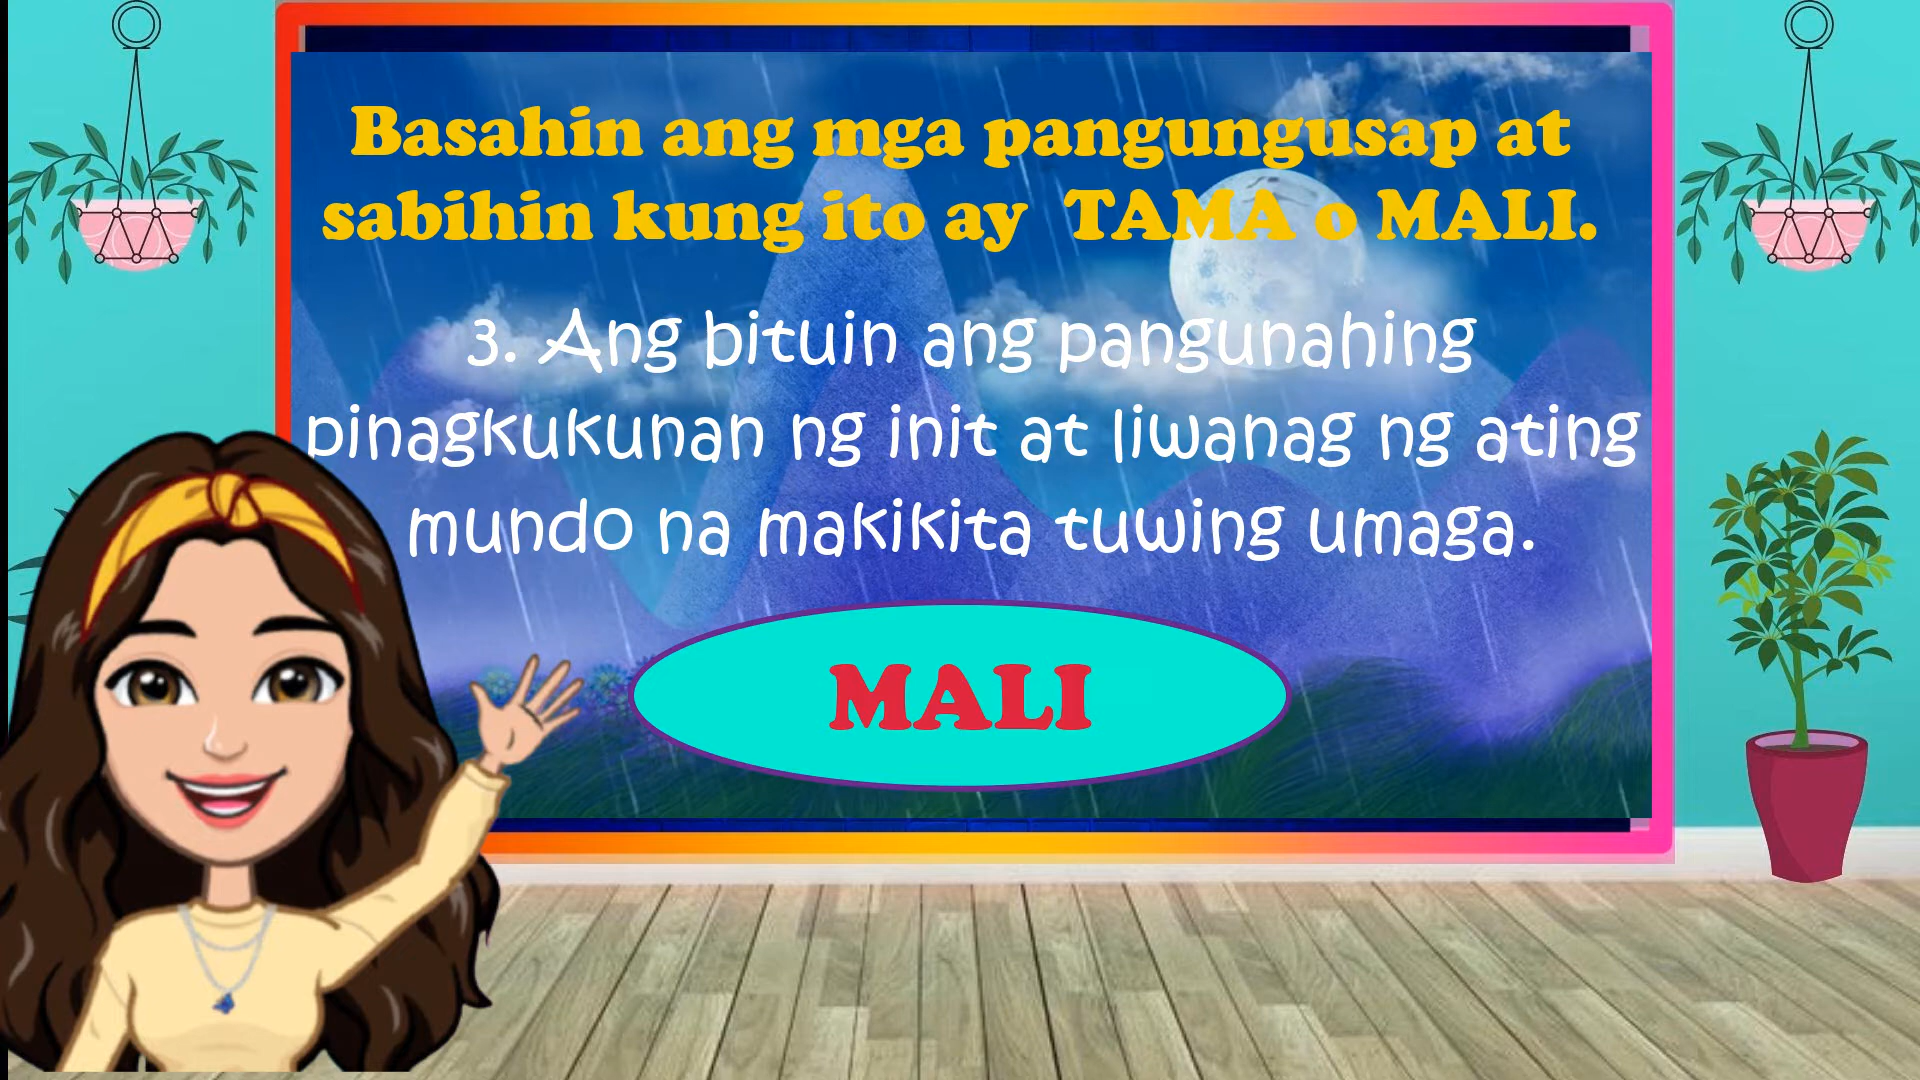 Basahin ang mga pangungusap at
sabihin kung ito ay TAMA o MALI.
3. Ang bituin ang pangunahing
pinagkukunan ng init at liwanag ng ating
mundo na makikita tuwing umaga.
MALI